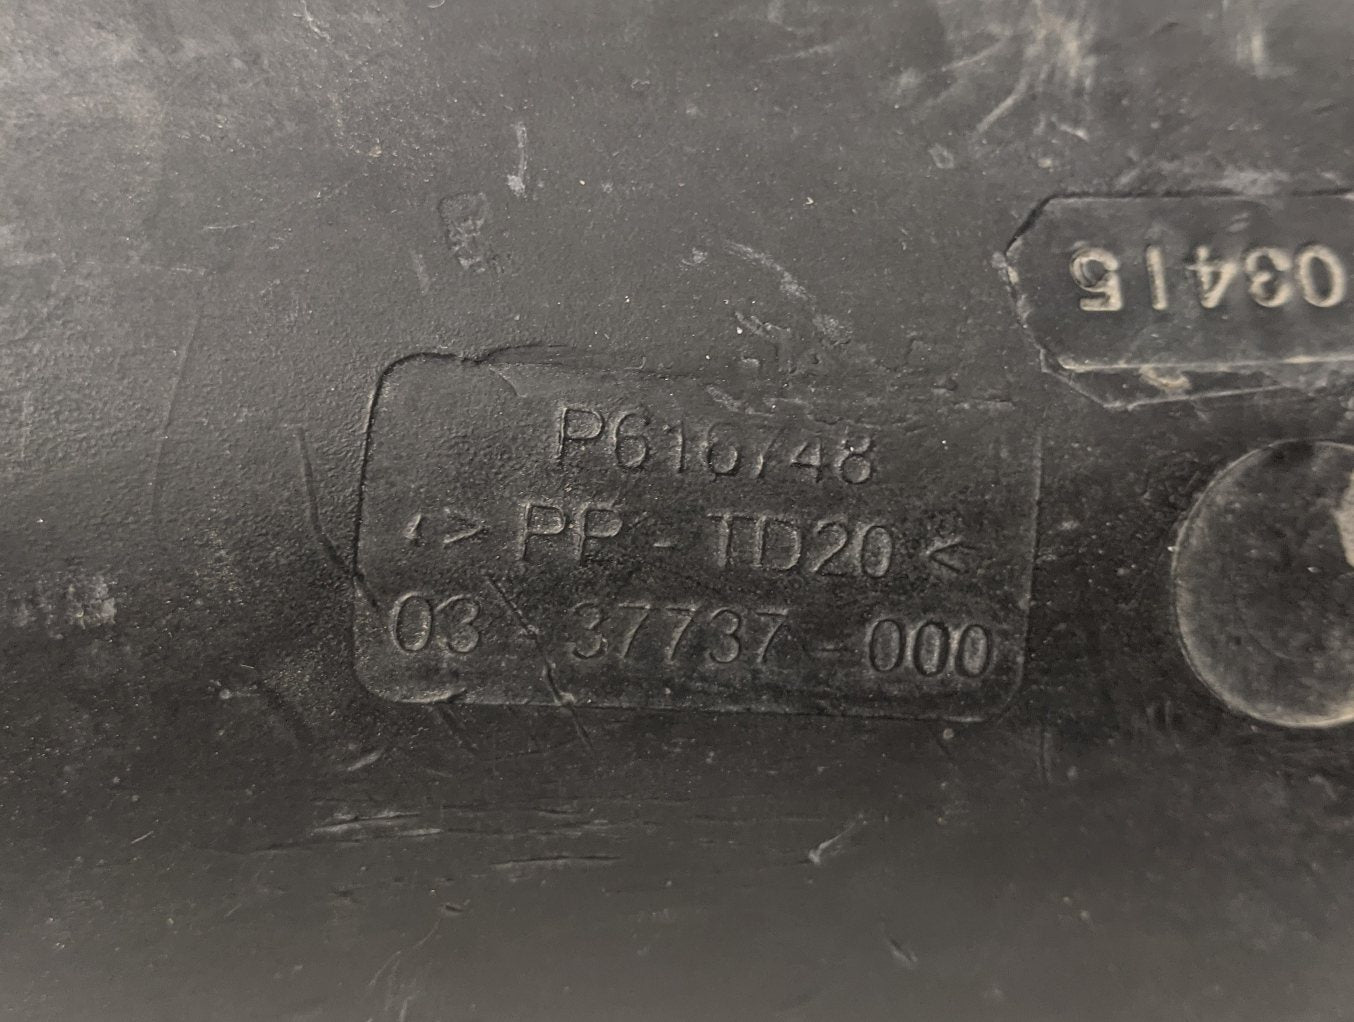 P616748
<> PP - TD20 <
03 - 37737 - 000
03415